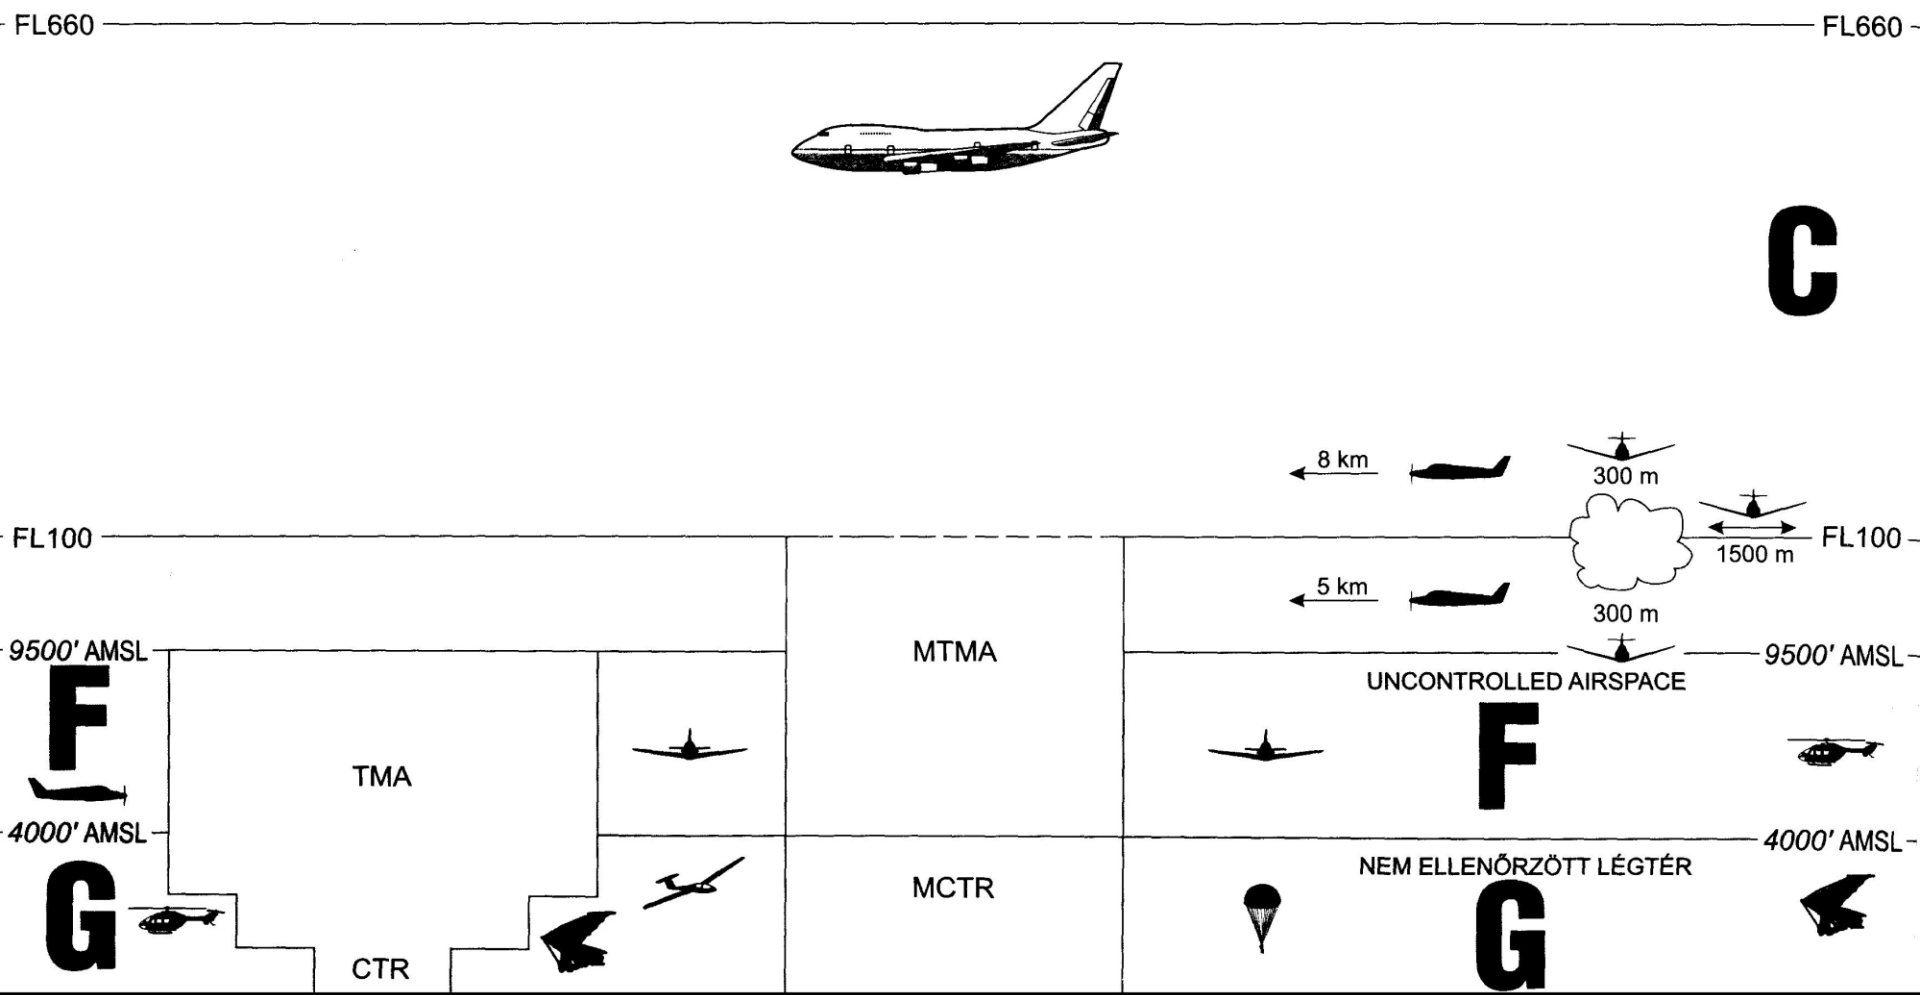 FL660 FL660
C
8 km
300 m
FL100 FL100
1500 m
5 km
300 m
9500' AMSL MTMA 9500' AMSL
UNCONTROLLED AIRSPACE
F F
TMA
4000' AMSL 4000' AMSL
NEM ELLENŐRZÖTT LÉGTÉR
G MCTR G
CTR